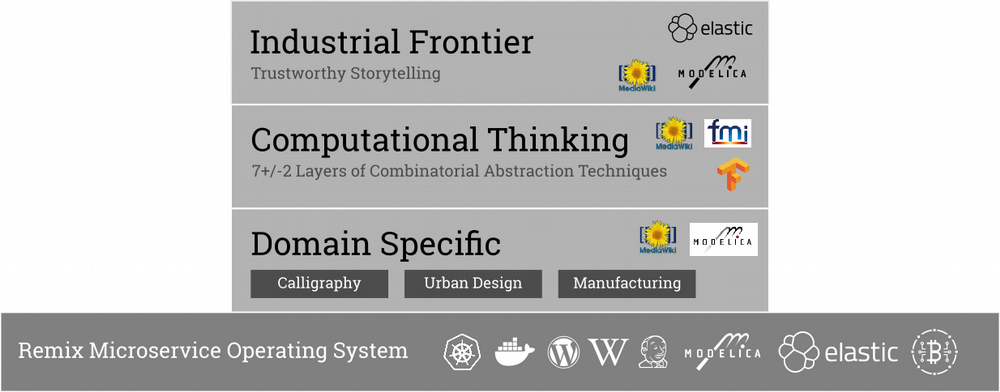 Industrial Frontier
elastic
Trustworthy Storytelling
MediaWiki
MODELICA
Computational Thinking
MediaWiki
fmi
7+/-2 Layers of Combinatorial Abstraction Techniques
Domain Specific
MediaWiki
MODELICA
Calligraphy
Urban Design
Manufacturing
Remix Microservice Operating System
W
W
MODELICA
elastic
B